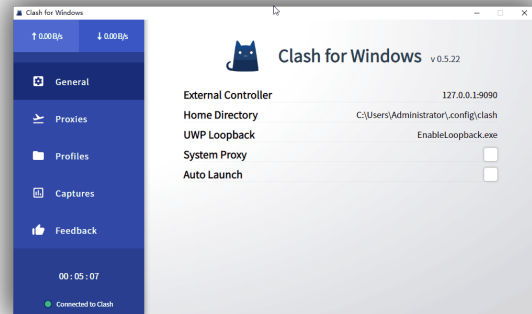 Clash for Windows
↑ 0.00 B/s ↓ 0.00 B/s
General
Proxies
Profiles
Captures
Feedback
00 : 05 : 07
Connected to Clash
Clash for Windows v 0.5.22
External Controller 127.0.0.1:9090
Home Directory C:\Users\Administrator\.config\clash
UWP Loopback EnableLoopback.exe
System Proxy
Auto Launch